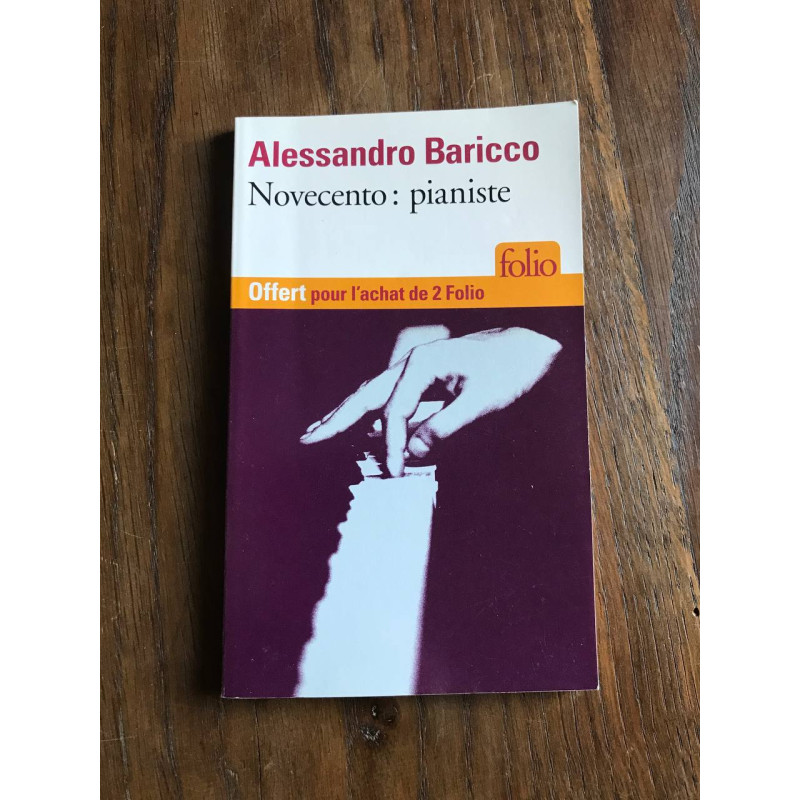 Alessandro Baricco
Novecento : pianiste
folio
Offert pour l'achat de 2 Folio